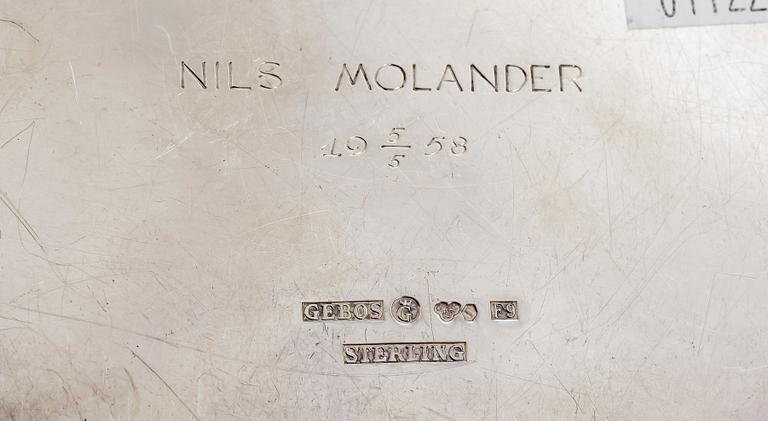 NILS MOLANDER
19 5/5 58
GEBOS G S F9
STERLING